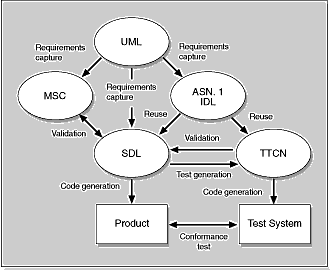 UML
Requirements
capture
Requirements
capture
Requirements
capture
MSC
ASN. 1
IDL
Reuse
Reuse
Validation
Validation
SDL
TTCN
Test generation
Code generation
Code generation
Product
Test System
Conformance
test